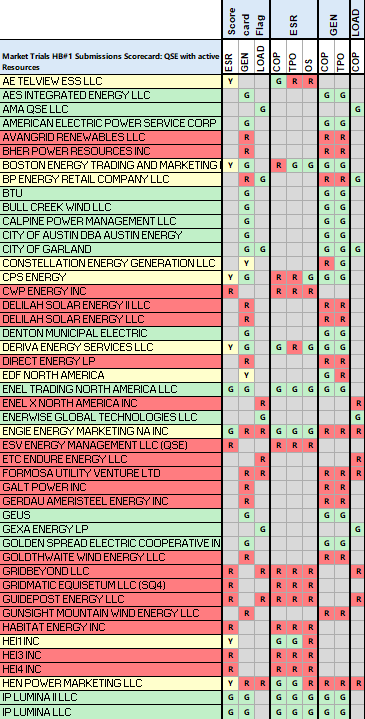 Score card Flag ESR GEN LOAD
Market Trials HB#1 Submissions Scorecard: QSE with active Resources
ESR GEN LOAD COP TPO OS COP TPO COP
AE TELVIEW ESS LLC Y G R R
AES INTEGRATED ENERGY LLC G G G
AMA QSE LLC G G
AMERICAN ELECTRIC POWER SERVICE CORP G G G
AVANGRID RENEWABLES LLC R R R
BHER POWER RESOURCES INC R R R
BOSTON ENERGY TRADING AND MARKETING Y G R G G G G
BP ENERGY RETAIL COMPANY LLC R G R R G
BTU G G G
BULL CREEK WIND LLC G G G
CALPINE POWER MANAGEMENT LLC G G G
CITY OF AUSTIN DBA AUSTIN ENERGY G G G
CITY OF GARLAND G G G G G
CONSTELLATION ENERGY GENERATION LLC Y R G
CPS ENERGY Y G R R G G G
CWP ENERGY INC R R R R
DELILAH SOLAR ENERGY II LLC R R R
DELILAH SOLAR ENERGY LLC R R R
DENTON MUNICIPAL ELECTRIC G G G
DERIVA ENERGY SERVICES LLC Y G G R G G G
DIRECT ENERGY LP R R R
EDF NORTH AMERICA Y G R
ENEL TRADING NORTH AMERICA LLC G G G G G G G
ENEL X NORTH AMERICA INC R R
ENERWISE GLOBAL TECHNOLOGIES LLC G G
ENGIE ENERGY MARKETING NA INC G R R G G G R R R
ESV ENERGY MANAGEMENT LLC (QSE) R R R R
ETC ENDURE ENERGY LLC R R
FORMOSA UTILITY VENTURE LTD R R R R R
GALT POWER INC R R R
GERDAU AMERISTEEL ENERGY INC R R R
GEUS G G G
GEXA ENERGY LP G G
GOLDEN SPREAD ELECTRIC COOPERATIVE IN G G G
GOLDTHWAITE WIND ENERGY LLC R R R
GRIDBEYOND LLC R R R R R R
GRIDMATIC EQUISETUM LLC (SQ4) R R R R
GUIDEPOST ENERGY LLC R R R R R R
GUNSIGHT MOUNTAIN WIND ENERGY LLC R R R
HABITAT ENERGY INC R R R R
HEI1 INC Y G G R
HEI3 INC R R R R
HEI4 INC R R R R
HEN POWER MARKETING LLC Y R R G G R R R R
IP LUMINA II LLC G G G G G G G G G
IP LUMINA LLC G G G G G G G G G